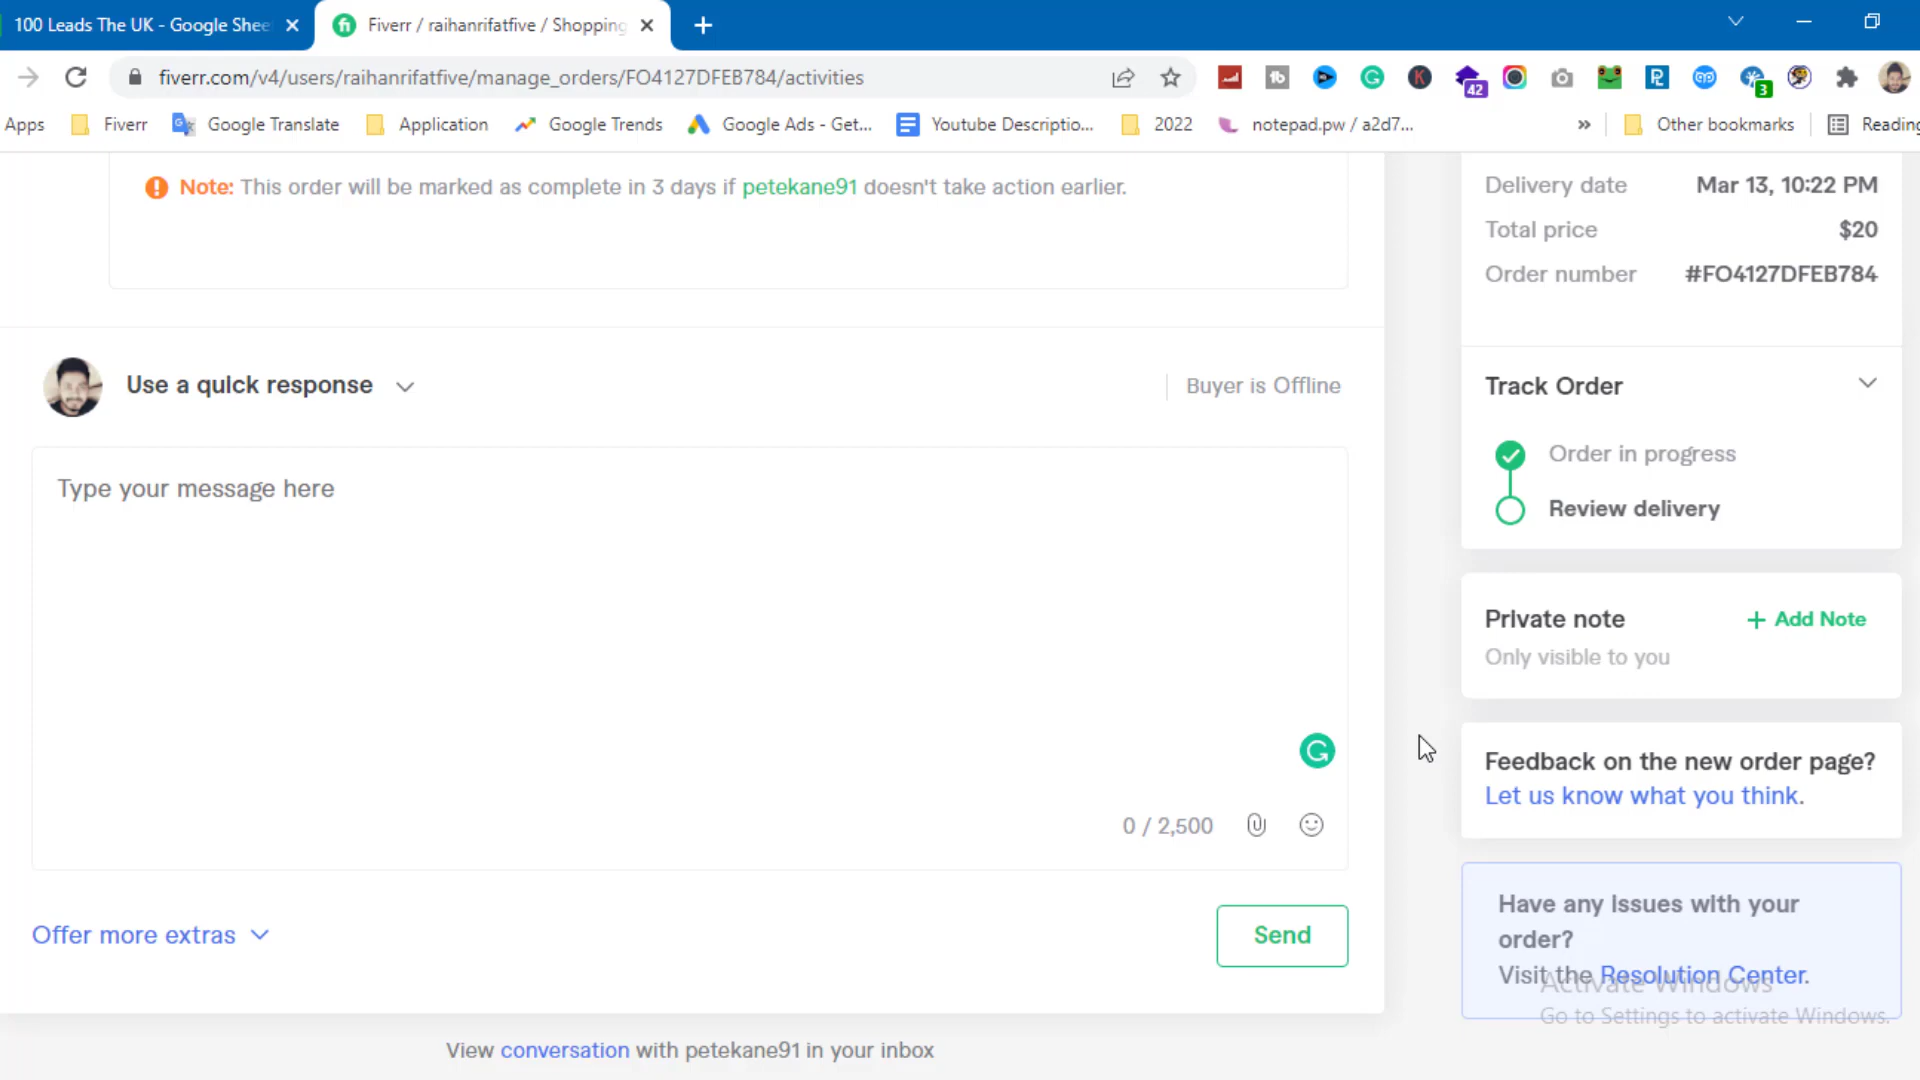 100 Leads The UK - Google Shee
Fiverr / raihanrifatfive / Shopping
fiverr.com/v4/users/raihanrifatfive/manage_orders/FO4127DFEB784/activities
42
3
Apps
Fiverr
Google Translate
Application
Google Trends
Google Ads - Get...
Youtube Descriptio...
2022
notepad.pw / a2d7...
»
Other bookmarks
Reading
Note: This order will be marked as complete in 3 days if petekane91 doesn't take action earlier.
Use a quick response
Buyer is Offline
Type your message here
0 / 2,500
Offer more extras
Send
View conversation with petekane91 in your inbox
Delivery date Mar 13, 10:22 PM
Total price $20
Order number #FO4127DFEB784
Track Order
Order in progress
Review delivery
Private note
+ Add Note
Only visible to you
Feedback on the new order page?
Let us know what you think.
Have any issues with your
order?
Visit the Resolution Center.
Activate Windows
Go to Settings to activate Windows.